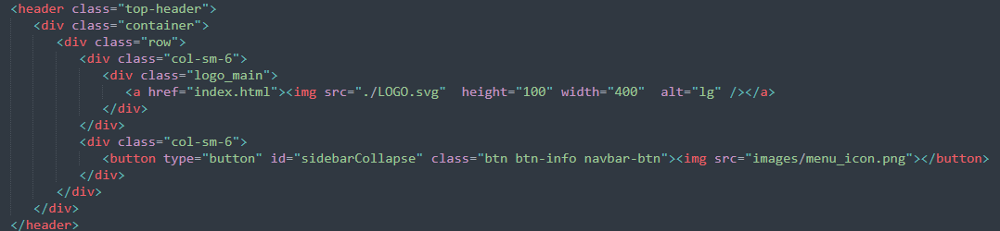 <header class="top-header">
<div class="container">
<div class="row">
<div class="col-sm-6">
<div class="logo_main">
<a href="index.html"><img src="./LOGO.svg"  height="100" width="400"  alt="lg" /></a>
</div>
</div>
<div class="col-sm-6">
<button type="button" id="sidebarCollapse" class="btn btn-info navbar-btn"><img src="images/menu_icon.png"></button>
</div>
</div>
</div>
</header>